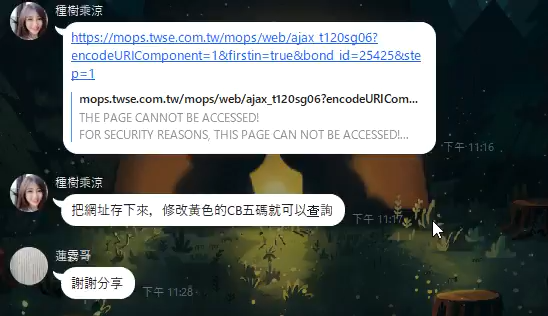 種樹乘涼
https://mops.twse.com.tw/mops/web/ajax_t120sg06?
encodeURIComponent=1&firstin=true&bond_id=25425&ste
p=1
mops.twse.com.tw/mops/web/ajax_t120sg06?encodeURICom...
THE PAGE CANNOT BE ACCESSED!
FOR SECURITY REASONS, THIS PAGE CAN NOT BE ACCESSED!...
下午 11:16
種樹乘涼
把網址存下來，修改黃色的CB五碼就可以查詢
下午 11:17
蓮霧哥
謝謝分享
下午 11:28